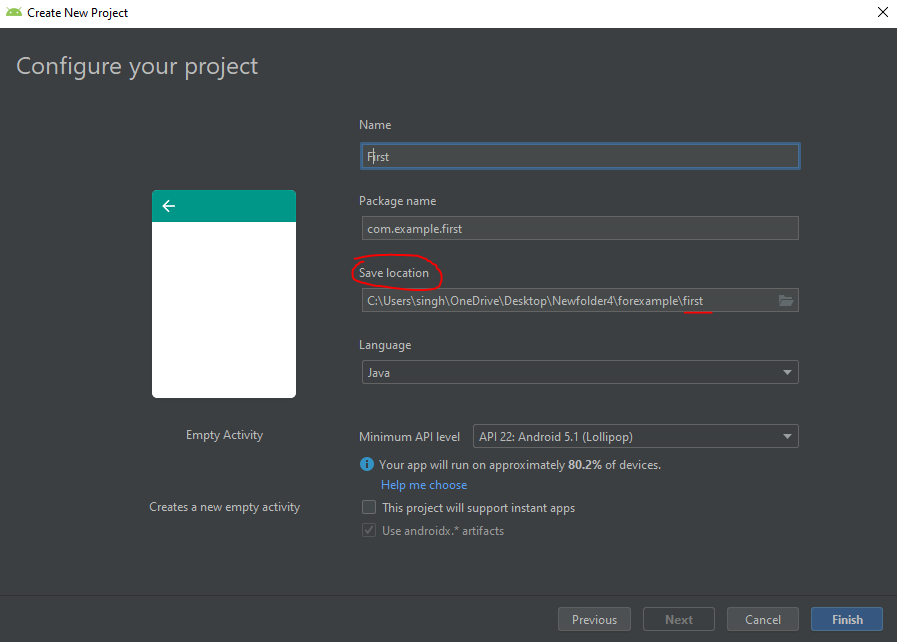 Create New Project
Configure your project
Name
First
Package name
com.example.first
Save location
C:\Users\singh\OneDrive\Desktop\Newfolder4\forexample\first
Language
Java
Empty Activity
Minimum API level API 22: Android 5.1 (Lollipop)
Your app will run on approximately 80.2% of devices.
Help me choose
Creates a new empty activity
This project will support instant apps
Use androidx.* artifacts
Previous Next Cancel Finish